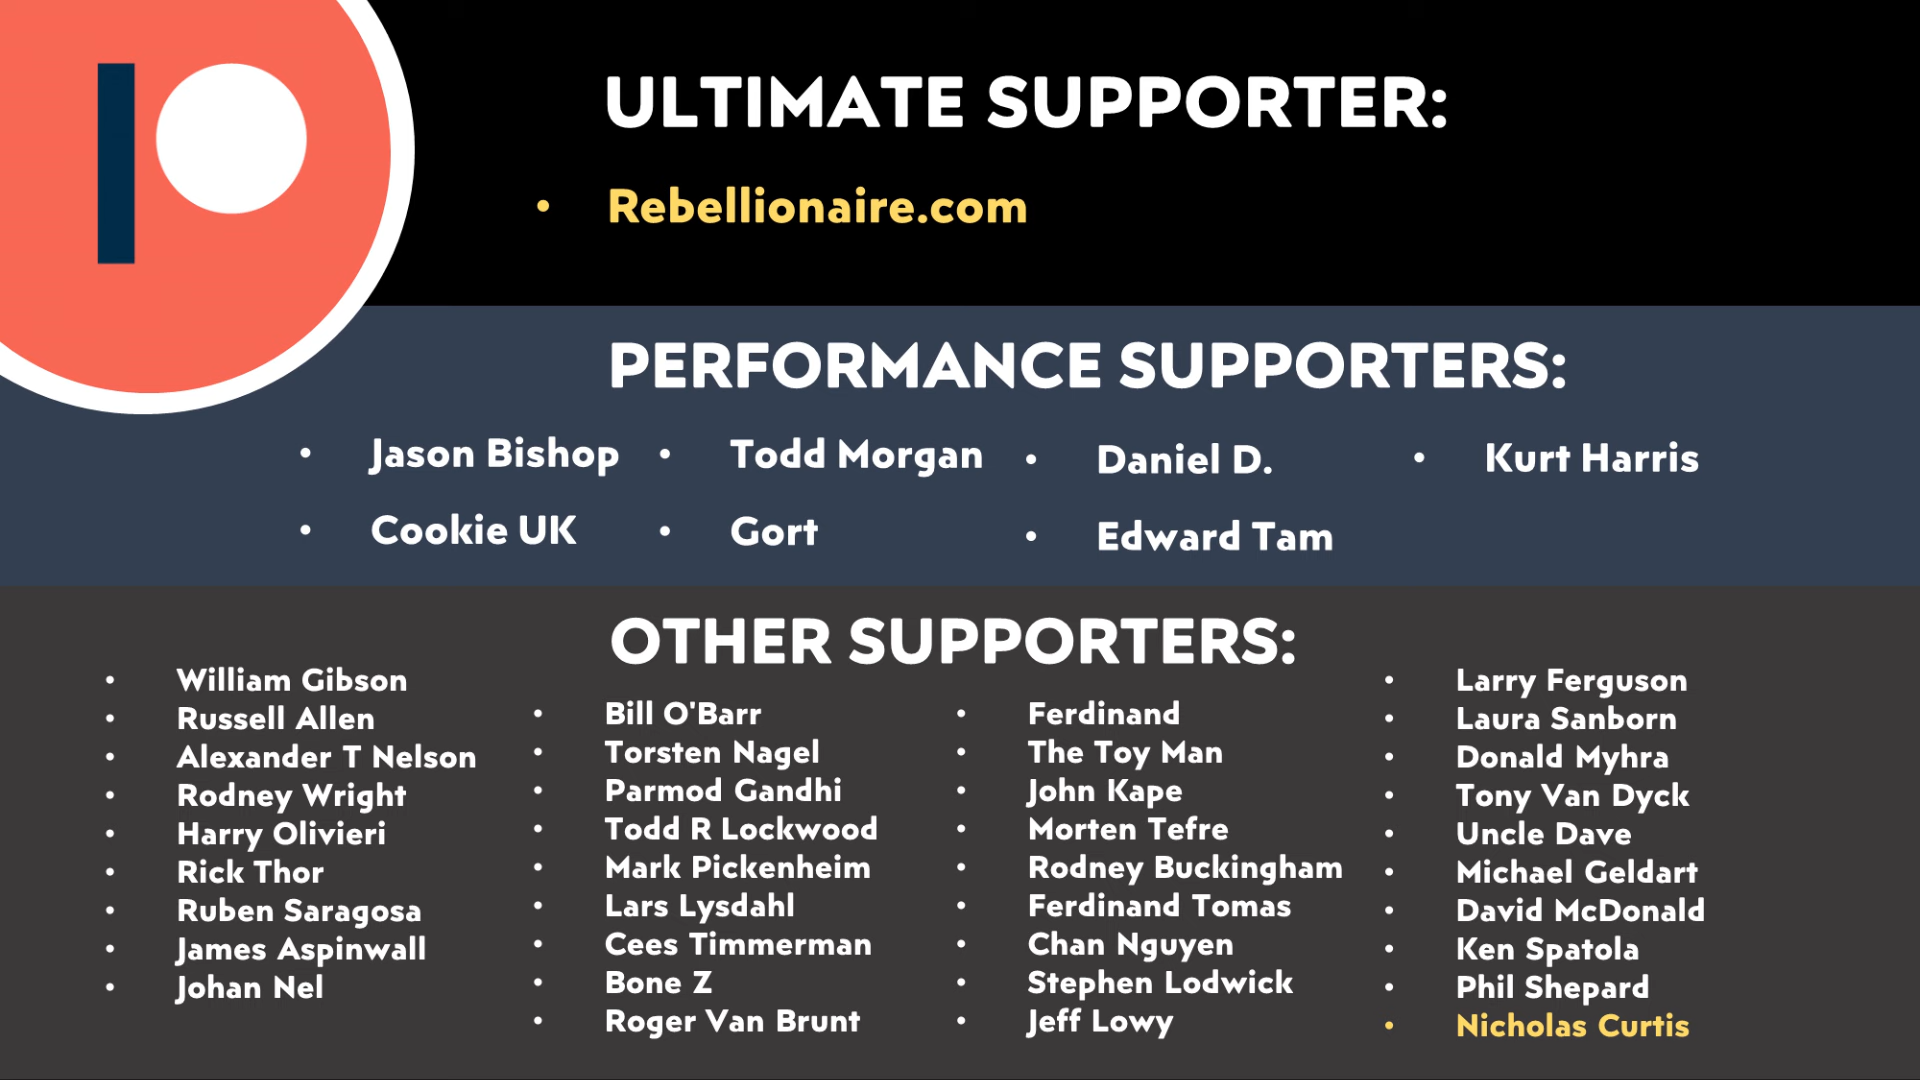 ULTIMATE SUPPORTER:
• Rebellionaire.com
PERFORMANCE SUPPORTERS:
• Jason Bishop
• Cookie UK
• Todd Morgan
• Gort
• Daniel D.
• Edward Tam
• Kurt Harris
OTHER SUPPORTERS:
• William Gibson
• Russell Allen
• Alexander T Nelson
• Rodney Wright
• Harry Olivieri
• Rick Thor
• Ruben Saragosa
• James Aspinwall
• Johan Nel
• Bill O'Barr
• Torsten Nagel
• Parmod Gandhi
• Todd R Lockwood
• Mark Pickenheim
• Lars Lysdahl
• Cees Timmerman
• Bone Z
• Roger Van Brunt
• Ferdinand
• The Toy Man
• John Kape
• Morten Tefre
• Rodney Buckingham
• Ferdinand Tomas
• Chan Nguyen
• Stephen Lodwick
• Jeff Lowy
• Larry Ferguson
• Laura Sanborn
• Donald Myhra
• Tony Van Dyck
• Uncle Dave
• Michael Geldart
• David McDonald
• Ken Spatola
• Phil Shepard
• Nicholas Curtis